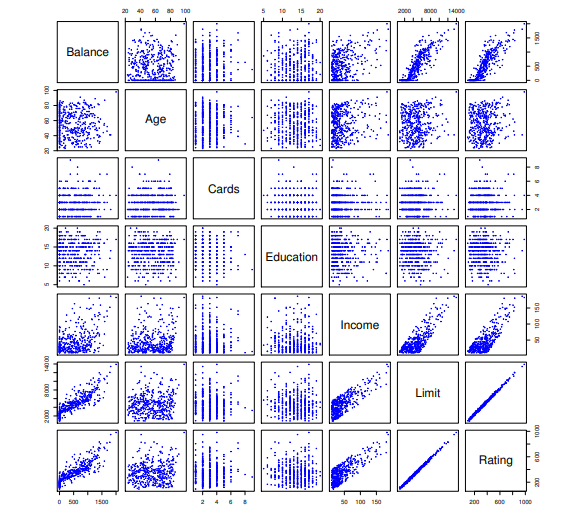 20 40 60 80 100
5 10 15 20
2000 8000 14000
Balance
0 500 1500
Age
20 40 60 80 100
Cards
2 4 6 8
Education
5 10 15 20
Income
50 100 150
Limit
2000 8000 14000
Rating
200 600 1000
0 500 1500
2 4 6 8
50 100 150
200 600 1000